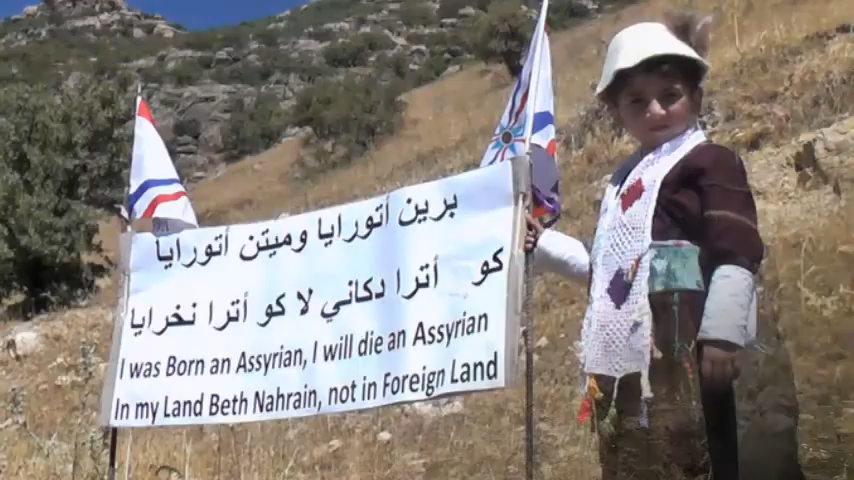 برين أتورايا وميتن أتورايا
كو أترا دكاني لا كو أترا نخرايا
I was Born an Assyrian, I will die an Assyrian
In my Land Beth Nahrain, not in Foreign Land